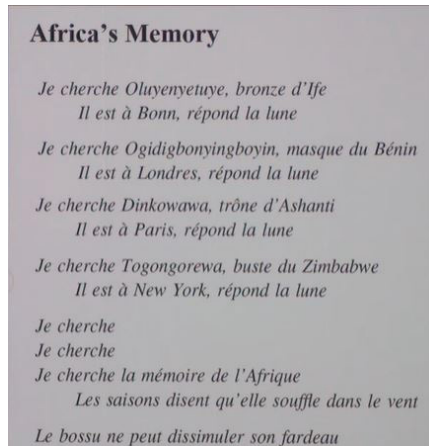 Africa's Memory
Je cherche Oluyenyetuye, bronze d'Ife
Il est à Bonn, répond la lune
Je cherche Ogidigbonyingboyin, masque du Bénin
Il est à Londres, répond la lune
Je cherche Dinkowawa, trône d'Ashanti
Il est à Paris, répond la lune
Je cherche Togongorewa, buste du Zimbabwe
Il est à New York, répond la lune
Je cherche
Je cherche
Je cherche la mémoire de l'Afrique
Les saisons disent qu'elle souffle dans le vent
Le bossu ne peut dissimuler son fardeau